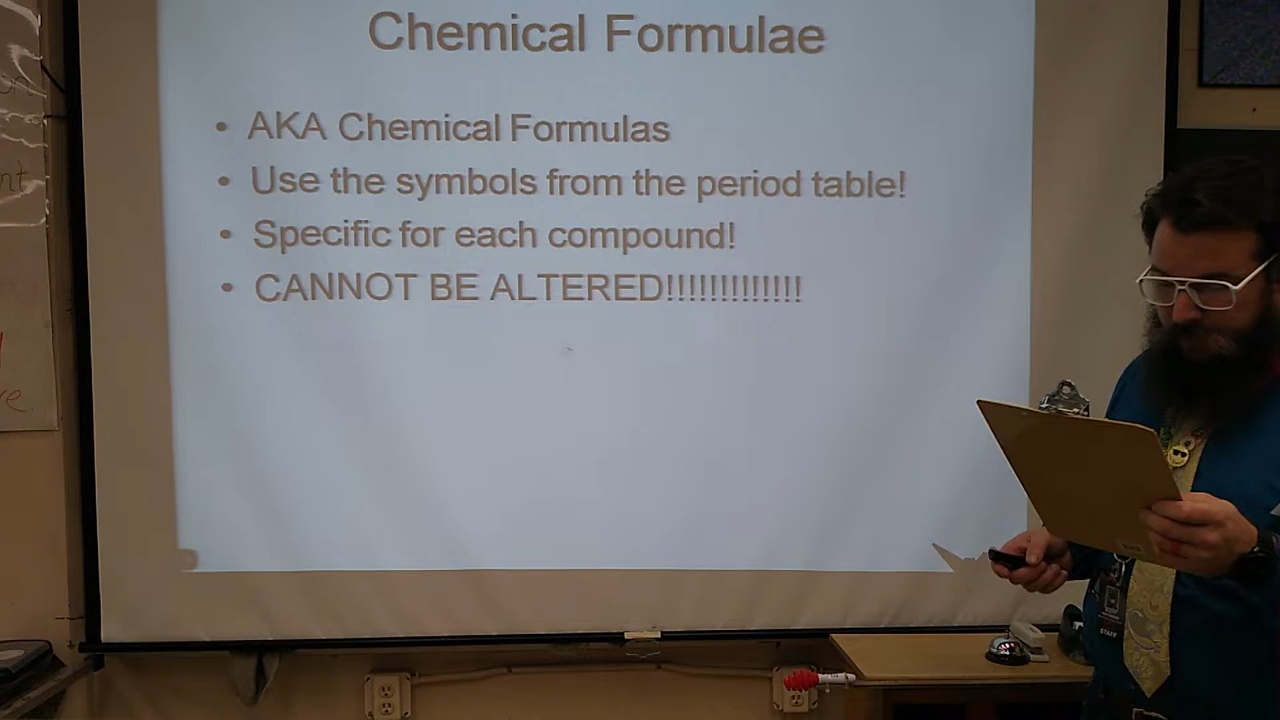 Chemical Formulae
• AKA Chemical Formulas
• Use the symbols from the period table!
• Specific for each compound!
• CANNOT BE ALTERED!!!!!!!!!!!!!!
STAFF